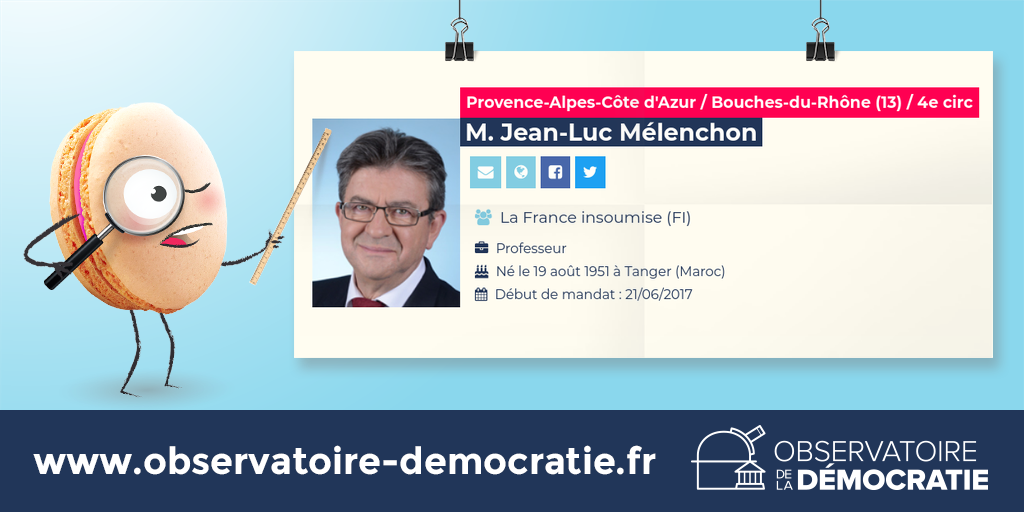 Provence-Alpes-Côte d'Azur / Bouches-du-Rhône (13) / 4e circ
M. Jean-Luc Mélenchon
La France insoumise (FI)
Professeur
Né le 19 août 1951 à Tanger (Maroc)
Début de mandat : 21/06/2017
www.observatoire-democratie.fr
OBSERVATOIRE
DE LA DÉMOCRATIE